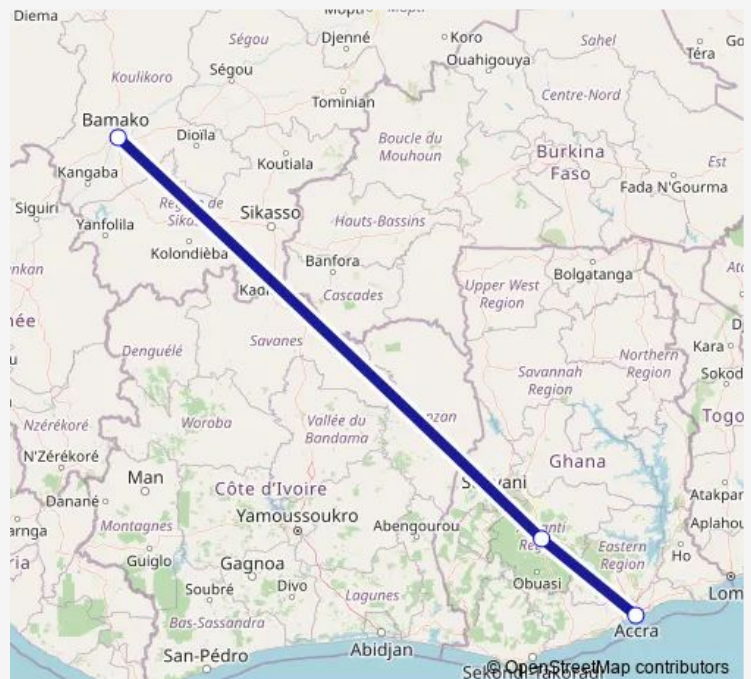 Diema
Mopti
Mopti
Ségou
Djenné
Koro
Sahel
Téra
Ouahigouya
Koulikoro
Ségou
Tominian
Centre-Nord
Bamako
Dioïla
Boucle du
Mouhoun
Burkina
Faso
Koutiala
Est
Kangaba
Fada N'Gourma
Siguiri
Sikasso
Hauts-Bassins
Yanfolila
Kolondièba
Banfora
Bolgatanga
Upper West
Region
Cascades
Savanes
Denguélé
Northern
Region
Kara
Savannah
Region
Vallée du
Bandama
Woroba
Togo
Nzérékoré
N'Zérékoré
Ghana
Man
Côte d'Ivoire
Danané
Yamoussoukro
Abengourou
Montagnes
Eastern
Region
Ho
Guiglo
Gagnoa
Obuasi
Soubré
Divo
Lagunes
Bas-Sassandra
Accra
Abidjan
San-Pédro
© OpenStreetMap contributors